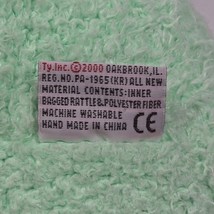 Ty.Inc.©2000 OAKBROOK,IL.
REG.NO.PA-1965(KR) ALL NEW
MATERIAL CONTENTS:INNER
BAGGED RATTLE & POLYESTER FIBER
MACHINE WASHABLE
HAND MADE IN CHINA CE